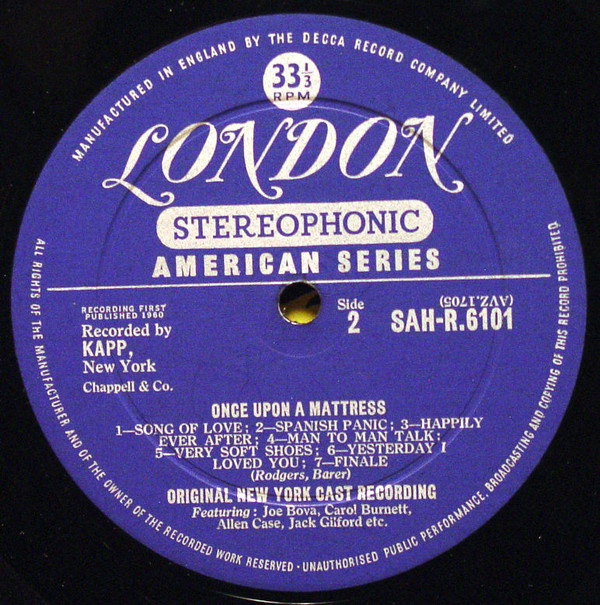 MANUFACTURED IN ENGLAND BY THE DECCA RECORD COMPANY LIMITED
33⅓
RPM
LONDON
STEREOPHONIC
AMERICAN SERIES
RECORDING FIRST
PUBLISHED 1960
Recorded by
KAPP,
New York
Chappell & Co.
Side
2
(AVZ.1705)
SAH-R.6101
ONCE UPON A MATTRESS
1—SONG OF LOVE; 2—SPANISH PANIC; 3—HAPPILY
EVER AFTER; 4—MAN TO MAN TALK;
5—VERY SOFT SHOES; 6—YESTERDAY I
LOVED YOU; 7—FINALE
(Rodgers, Barer)
ORIGINAL NEW YORK CAST RECORDING
Featuring: Joe Bova, Carol Burnett,
Allen Case, Jack Gilford etc.
ALL RIGHTS OF THE MANUFACTURER AND OF THE OWNER OF THE RECORDED WORK RESERVED · UNAUTHORISED PUBLIC PERFORMANCE, BROADCASTING AND COPYING OF THIS RECORD PROHIBITED